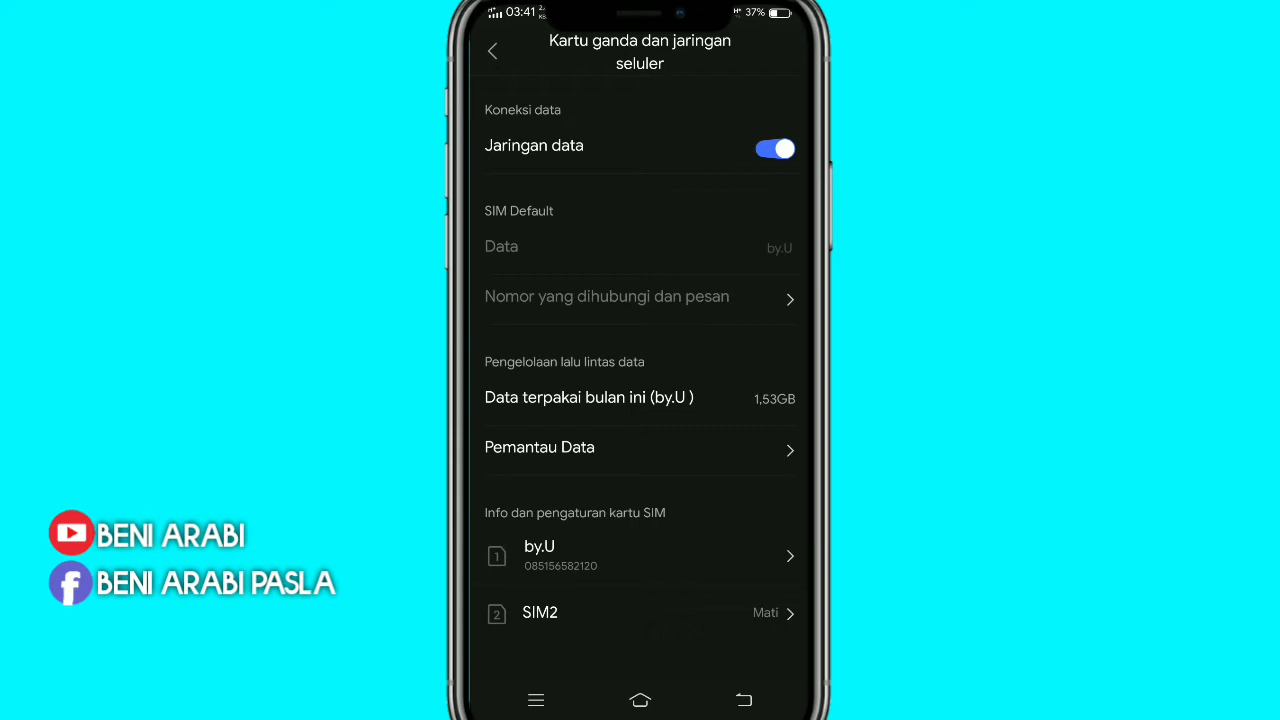 03:41
37%
Kartu ganda dan jaringan
seluler
Koneksi data
Jaringan data
SIM Default
Data by.U
Nomor yang dihubungi dan pesan
Pengelolaan lalu lintas data
Data terpakai bulan ini (by.U ) 1,53GB
Pemantau Data
Info dan pengaturan kartu SIM
1 by.U
085156582120
2 SIM2 Mati
BENI ARABI
f BENI ARABI PASLA